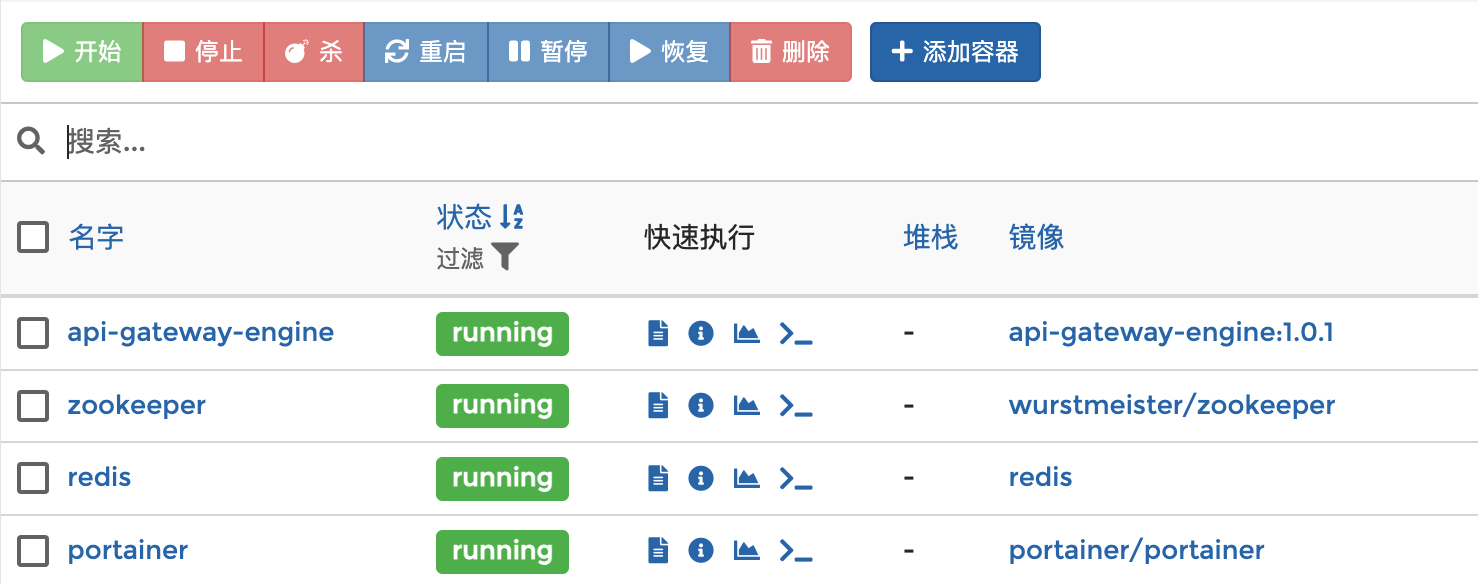 开始 停止 杀 重启 暂停 恢复 删除 添加容器
搜索...
名字 状态 过滤 快速执行 堆栈 镜像
api-gateway-engine running - api-gateway-engine:1.0.1
zookeeper running - wurstmeister/zookeeper
redis running - redis
portainer running - portainer/portainer